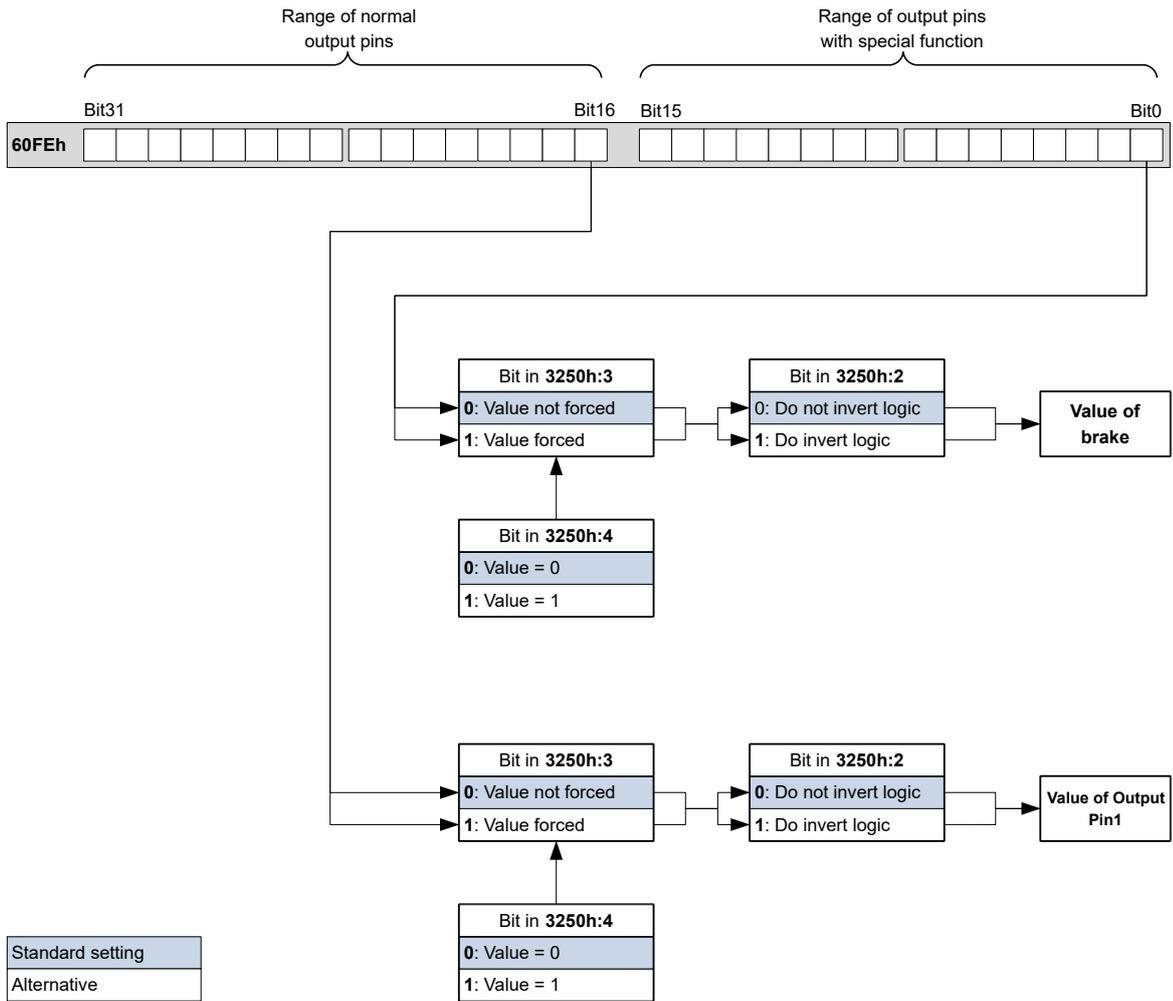 Range of normal
output pins
Range of output pins
with special function
Bit31
Bit16
Bit15
Bit0
60FEh
Bit in 3250h:3
0: Value not forced
1: Value forced
Bit in 3250h:2
0: Do not invert logic
1: Do invert logic
Value of
brake
Bit in 3250h:4
0: Value = 0
1: Value = 1
Bit in 3250h:3
0: Value not forced
1: Value forced
Bit in 3250h:2
0: Do not invert logic
1: Do invert logic
Value of Output
Pin1
Bit in 3250h:4
0: Value = 0
1: Value = 1
Standard setting
Alternative